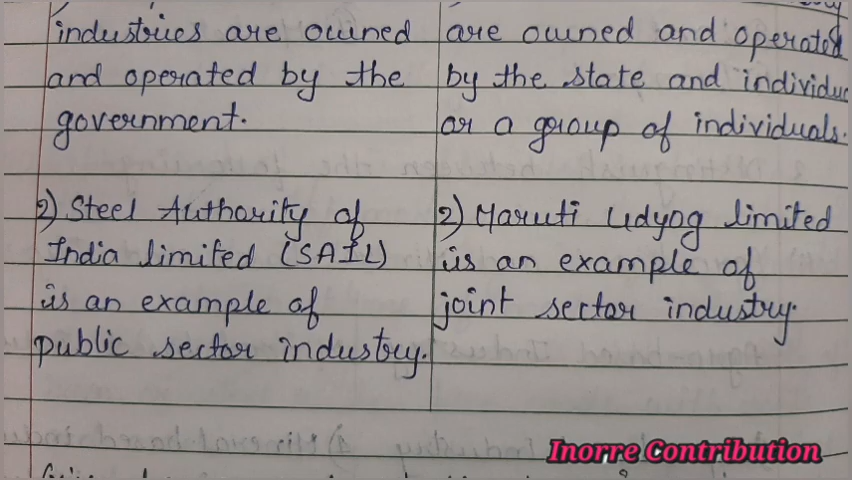 industries are owned
and operated by the
government.
2) Steel Authority of
India limited (SAIL)
is an example of
public sector industry.
are owned and operated
by the state and
or a group of individuals.
2) Maruti Udyog limited
is an example of
joint sector industry.
Inorre Contribution